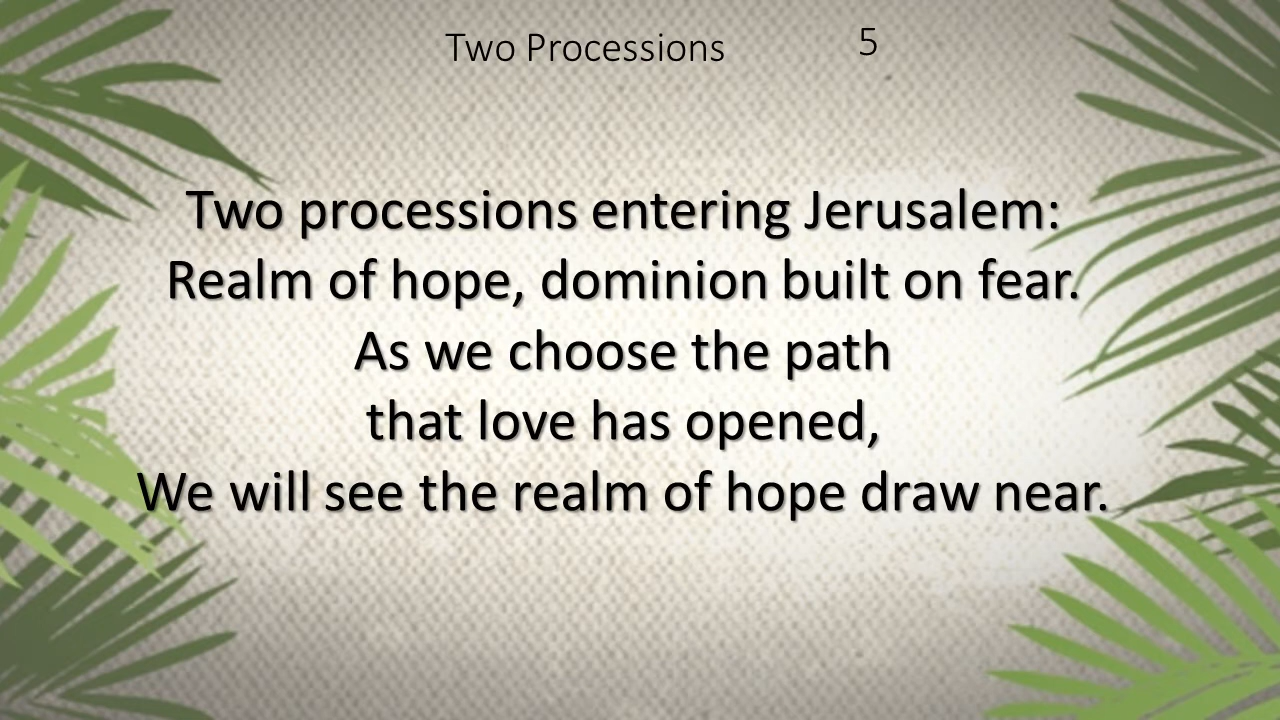 Two Processions 5
Two processions entering Jerusalem:
Realm of hope, dominion built on fear.
As we choose the path
that love has opened,
We will see the realm of hope draw near.